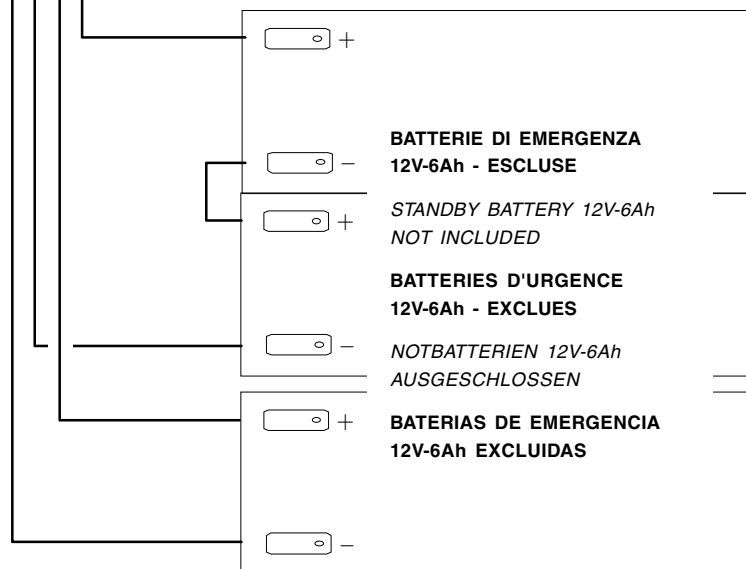 +
BATTERIE DI EMERGENZA
12V-6Ah - ESCLUSE
−
STANDBY BATTERY 12V-6Ah
+
NOT INCLUDED
BATTERIES D'URGENCE
12V-6Ah - EXCLUES
−
NOTBATTERIEN 12V-6Ah
AUSGESCHLOSSEN
+
BATERIAS DE EMERGENCIA
12V-6Ah EXCLUIDAS
−